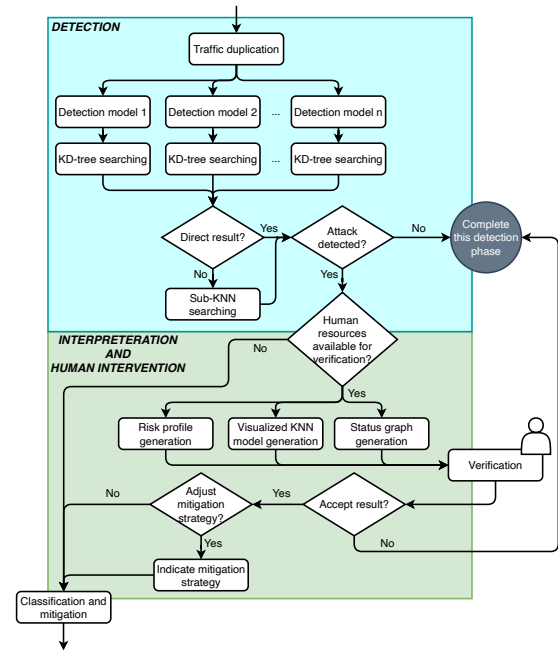 DETECTION
Traffic duplication
Detection model 1
Detection model 2
...
Detection model n
KD-tree searching
KD-tree searching
...
KD-tree searching
Direct result?
Yes
Attack
detected?
No
Complete
this detection
phase
No
Yes
Sub-KNN
searching
Human
resources
available for
verification?
INTERPRETERATION
AND
HUMAN INTERVENTION
No
Yes
Risk profile
generation
Visualized KNN
model generation
Status graph
generation
Verification
Adjust
mitigation
strategy?
No
Yes
Accept result?
Yes
No
Indicate mitigation
strategy
Classification and
mitigation